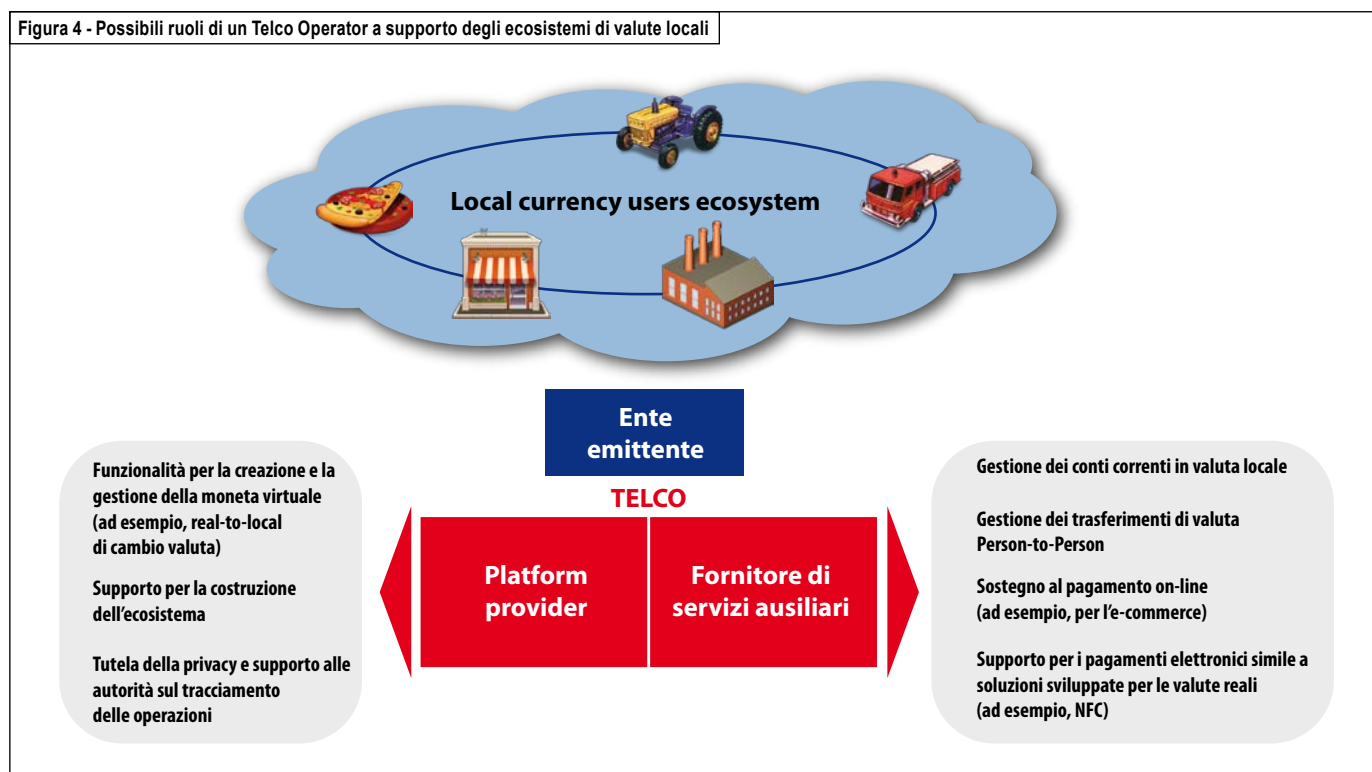 Figura 4 - Possibili ruoli di un Telco Operator a supporto degli ecosistemi di valute locali
Local currency users ecosystem
Ente
emittente
TELCO
Platform
provider
Fornitore di
servizi ausiliari
Funzionalità per la creazione e la
gestione della moneta virtuale
(ad esempio, real-to-local
di cambio valuta)
Supporto per la costruzione
dell'ecosistema
Tutela della privacy e supporto alle
autorità sul tracciamento
delle operazioni
Gestione dei conti correnti in valuta locale
Gestione dei trasferimenti di valuta
Person-to-Person
Sostegno al pagamento on-line
(ad esempio, per l'e-commerce)
Supporto per i pagamenti elettronici simile a
soluzioni sviluppate per le valute reali
(ad esempio, NFC)